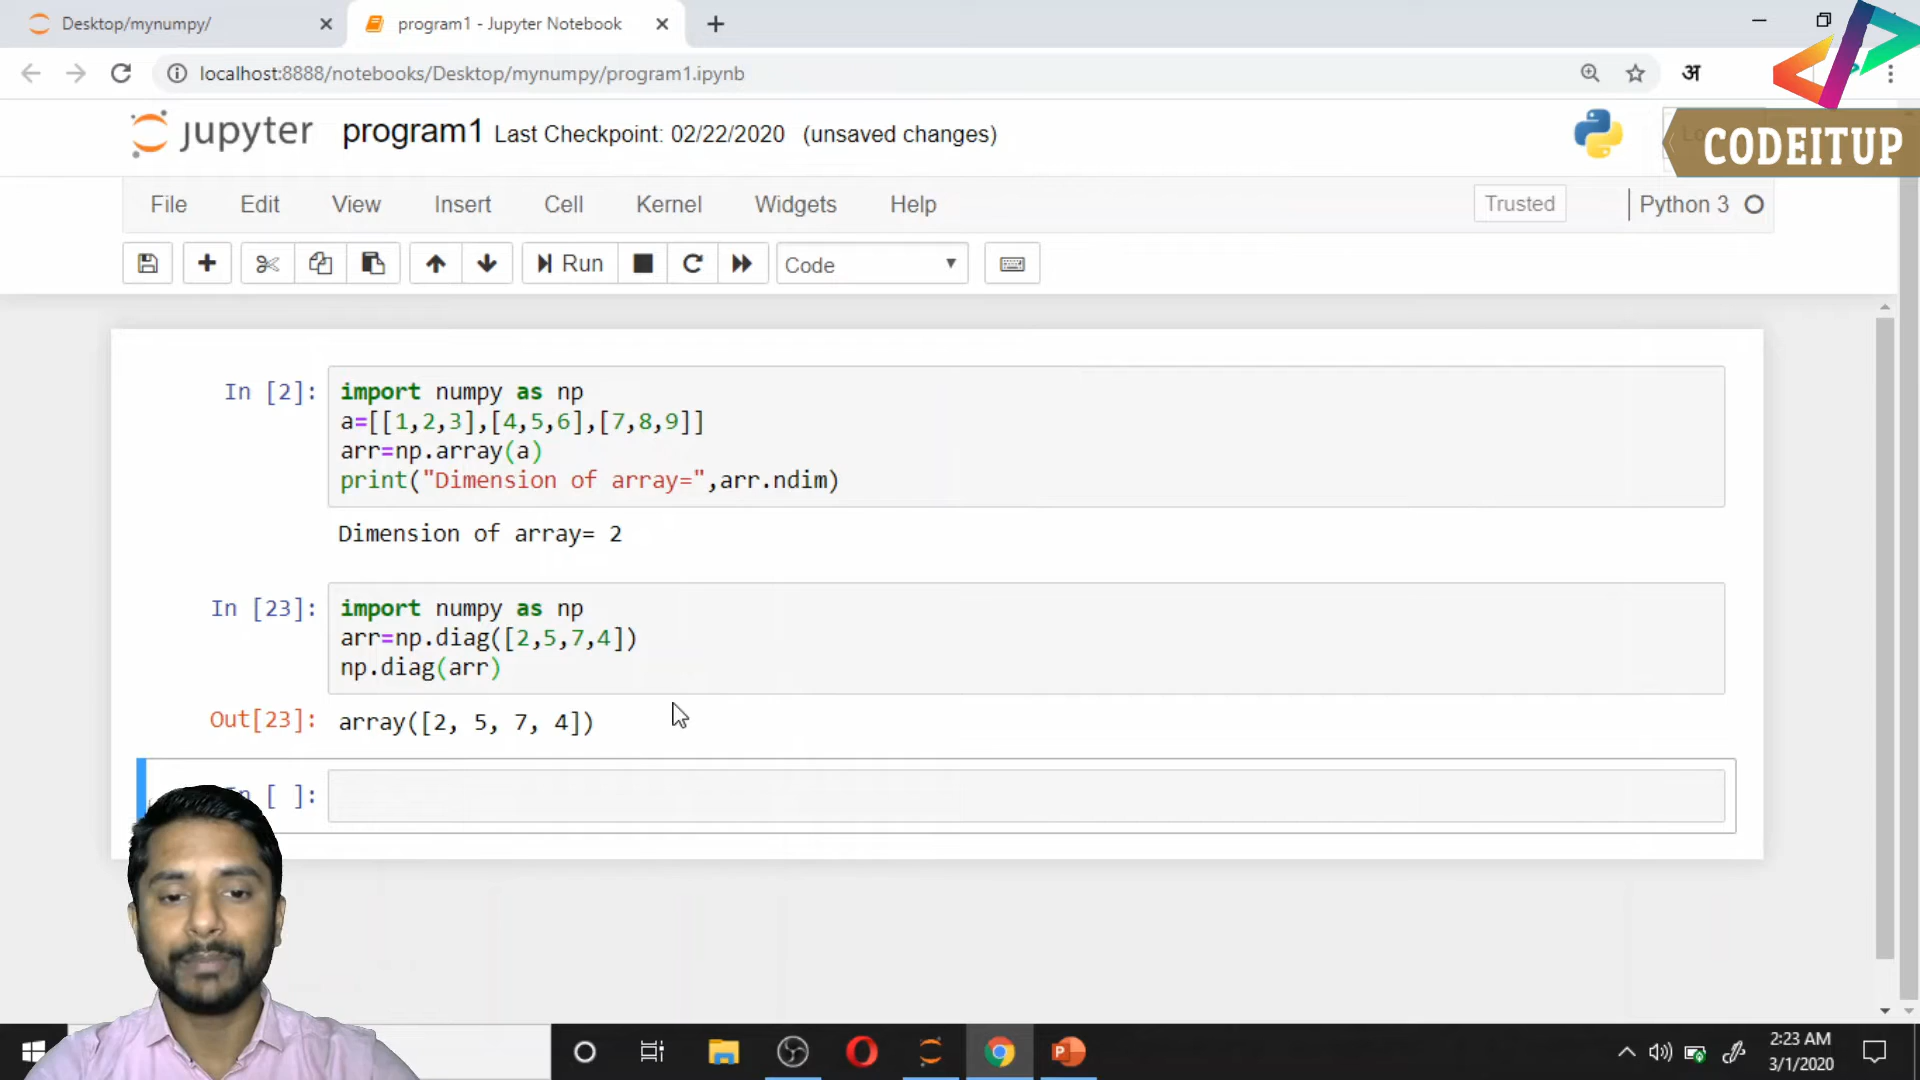 Desktop/mynumpy/
program1 - Jupyter Notebook
localhost:8888/notebooks/Desktop/mynumpy/program1.ipynb
अ
jupyter program1 Last Checkpoint: 02/22/2020 (unsaved changes)
CODEITUP
File Edit View Insert Cell Kernel Widgets Help
Trusted
Python 3
Run
Code
In [2]:
import numpy as np
a=[[1,2,3],[4,5,6],[7,8,9]]
arr=np.array(a)
print("Dimension of array=",arr.ndim)
Dimension of array= 2
In [23]:
import numpy as np
arr=np.diag([2,5,7,4])
np.diag(arr)
Out[23]:
array([2, 5, 7, 4])
In [ ]:
2:23 AM
3/1/2020